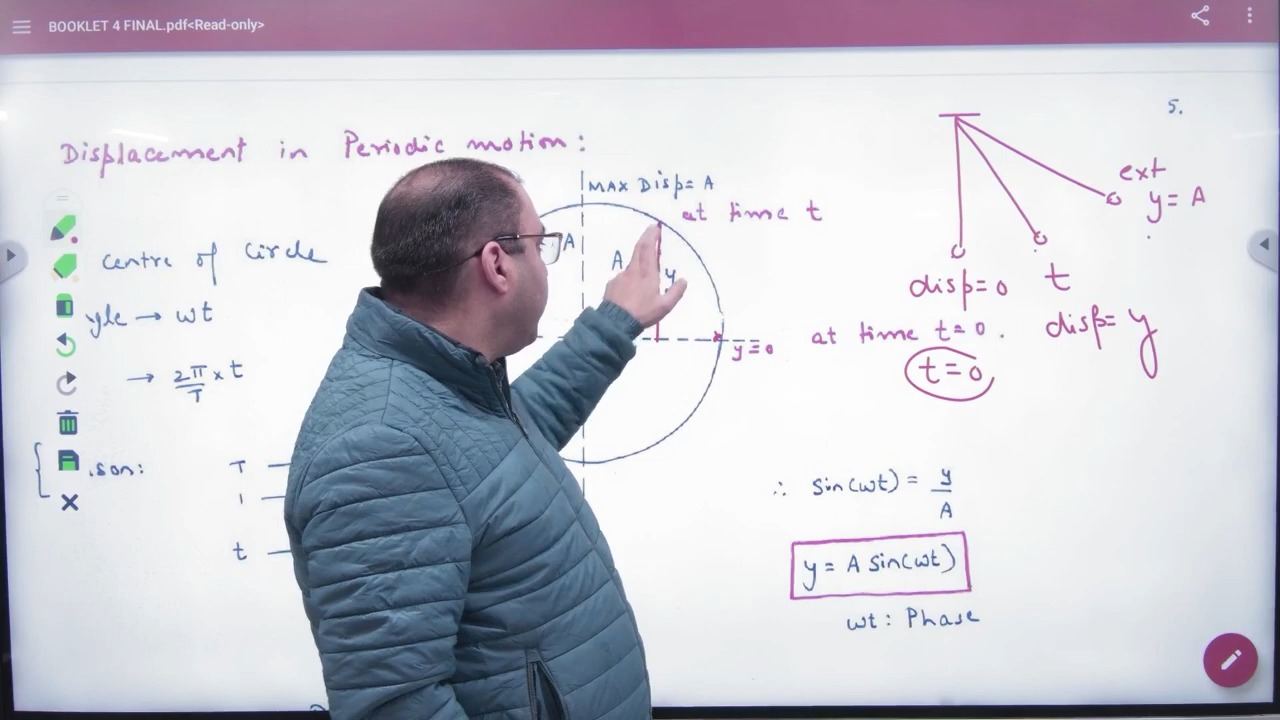 BOOKLET 4 FINAL.pdf<Read-only>
5.
Displacement in Periodic motion:
MAX Disp= A
at time t
A
A
y
y=0
centre of Circle
yle → wt
→ 2π/T × t
.son:
T —
1 —
t —
ext
y= A
disp=0
t
at time t=0.
disp= y
t=0
∴ Sin(ωt) = y/A
y = A Sin(ωt)
ωt: Phase